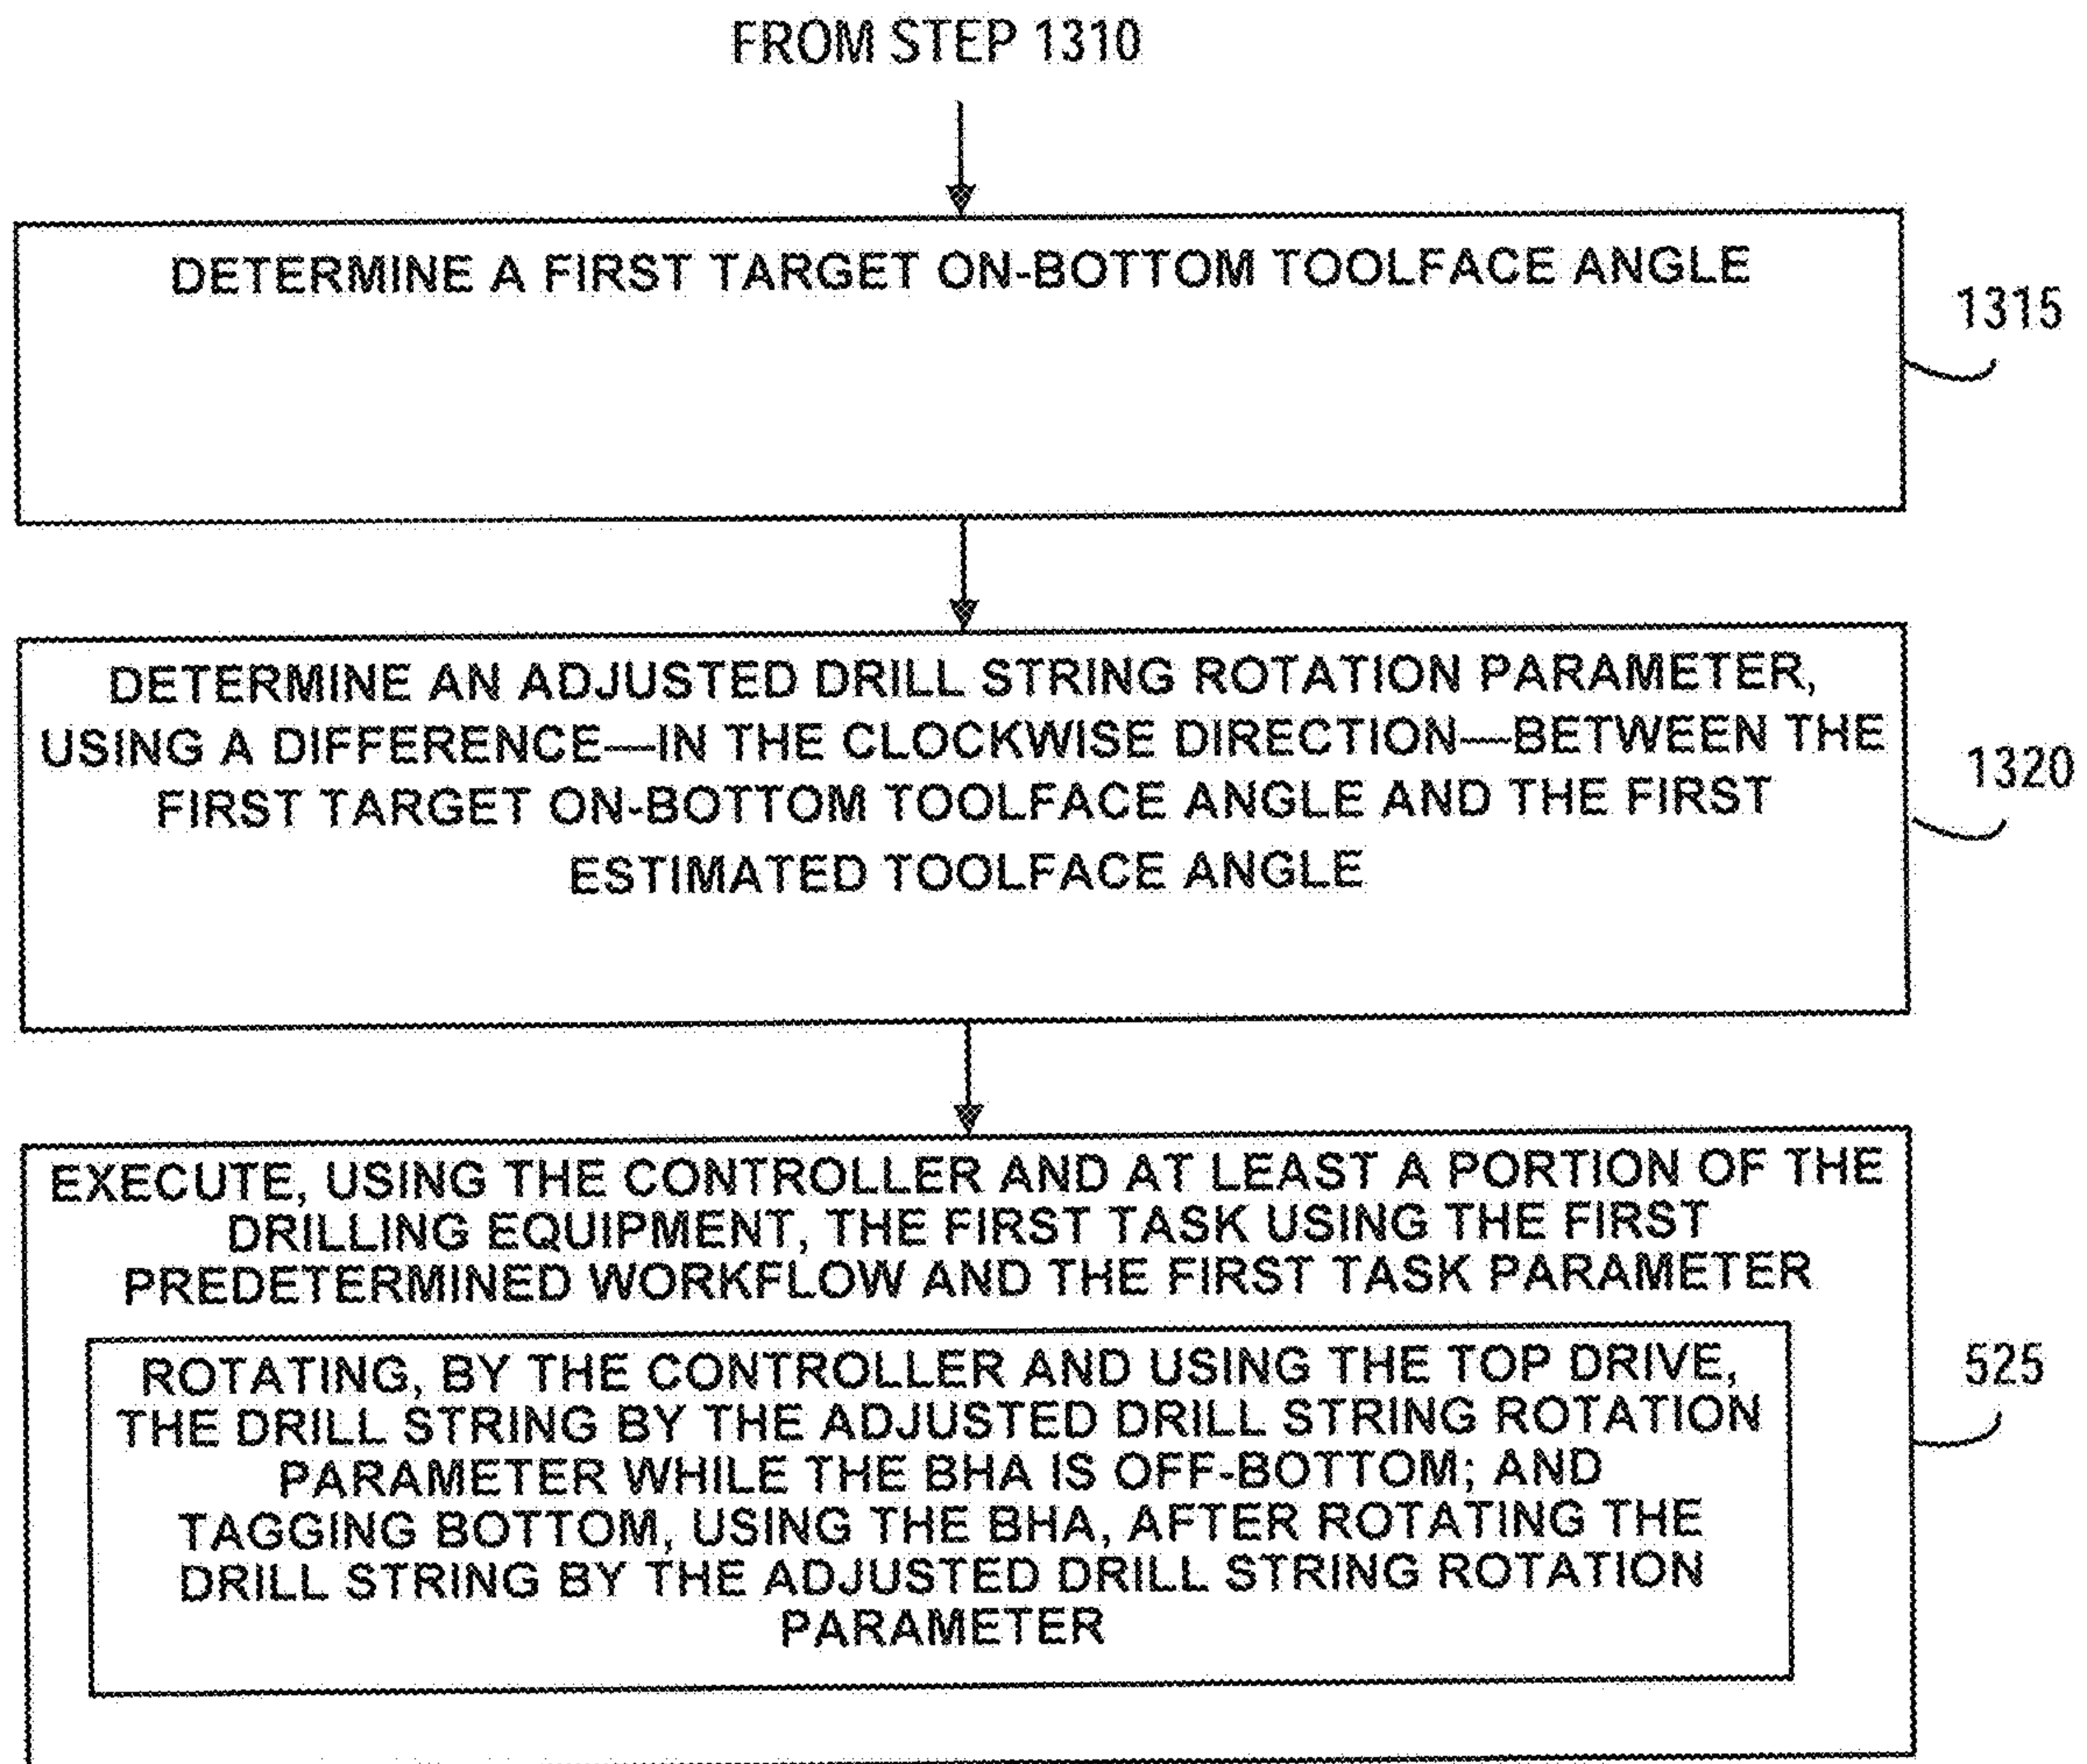 FROM STEP 1310
DETERMINE A FIRST TARGET ON-BOTTOM TOOLFACE ANGLE
1315
DETERMINE AN ADJUSTED DRILL STRING ROTATION PARAMETER,
USING A DIFFERENCE—IN THE CLOCKWISE DIRECTION—BETWEEN THE
FIRST TARGET ON-BOTTOM TOOLFACE ANGLE AND THE FIRST
ESTIMATED TOOLFACE ANGLE
1320
EXECUTE, USING THE CONTROLLER AND AT LEAST A PORTION OF THE
DRILLING EQUIPMENT, THE FIRST TASK USING THE FIRST
PREDETERMINED WORKFLOW AND THE FIRST TASK PARAMETER
ROTATING, BY THE CONTROLLER AND USING THE TOP DRIVE,
THE DRILL STRING BY THE ADJUSTED DRILL STRING ROTATION
PARAMETER WHILE THE BHA IS OFF-BOTTOM; AND
TAGGING BOTTOM, USING THE BHA, AFTER ROTATING THE
DRILL STRING BY THE ADJUSTED DRILL STRING ROTATION
PARAMETER
525